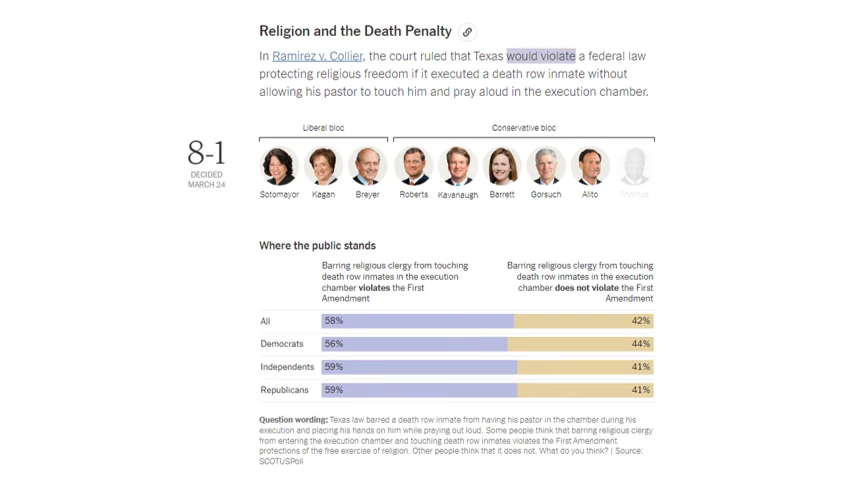 Religion and the Death Penalty
In Ramirez v. Collier, the court ruled that Texas would violate a federal law
protecting religious freedom if it executed a death row inmate without
allowing his pastor to touch him and pray aloud in the execution chamber.
Liberal bloc
Conservative bloc
8-1
DECIDED
MARCH 24
Sotomayor Kagan Breyer Roberts Kavanaugh Barrett Gorsuch Alito Thomas
Where the public stands
Barring religious clergy from touching
death row inmates in the execution
chamber violates the First
Amendment
Barring religious clergy from touching
death row inmates in the execution
chamber does not violate the First
Amendment
All 58% 42%
Democrats 56% 44%
Independents 59% 41%
Republicans 59% 41%
Question wording: Texas law barred a death row inmate from having his pastor in the chamber during his
execution and placing his hands on him while praying out loud. Some people think that barring religious clergy
from entering the execution chamber and touching death row inmates violates the First Amendment
protections of the free exercise of religion. Other people think that it does not. What do you think? | Source:
SCOTUSPoll